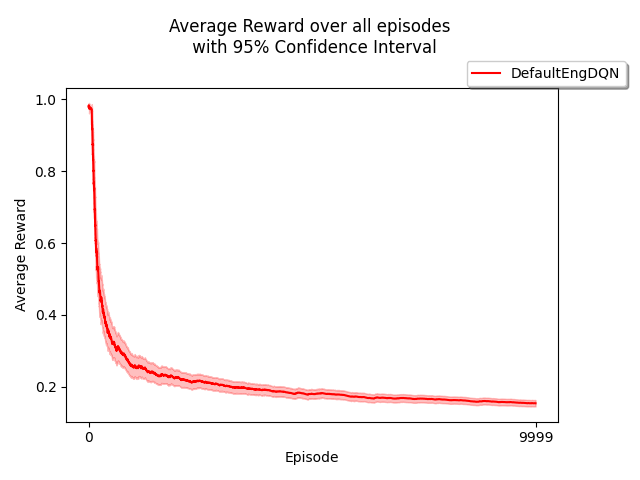 Average Reward over all episodes
with 95% Confidence Interval
DefaultEngDQN
1.0
0.8
0.6
0.4
0.2
Average Reward
0
9999
Episode